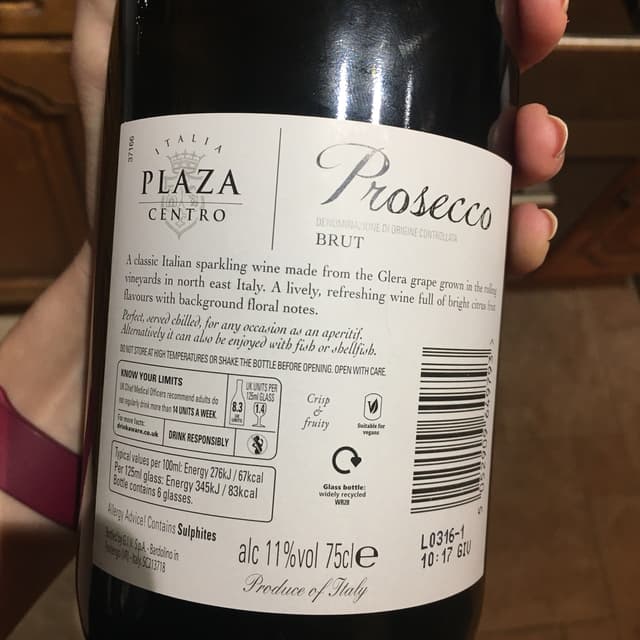 37166
ITALIA
PLAZA
CENTRO
Prosecco
DENOMINAZIONE DI ORIGINE CONTROLLATA
BRUT
A classic Italian sparkling wine made from the Glera grape grown in the rolling
vineyards in north east Italy. A lively, refreshing wine full of bright citrus fruit
flavours with background floral notes.
Perfect, served chilled, for any occasion as an aperitif.
Alternatively it can also be enjoyed with fish or shellfish.
DO NOT STORE AT HIGH TEMPERATURES OR SHAKE THE BOTTLE BEFORE OPENING. OPEN WITH CARE.
KNOW YOUR LIMITS
UK Chief Medical Officers recommend adults do
not regularly drink more than 14 UNITS A WEEK.
For more facts:
drinkaware.co.uk
DRINK RESPONSIBLY
8.3
UK UNITS PER
125ml GLASS
1.4
Crisp
&
fruity
Suitable for
vegans
Typical values per 100ml: Energy 276kJ / 67kcal
Per 125ml glass: Energy 345kJ / 83kcal
Bottle contains 6 glasses.
Glass bottle:
widely recycled
Allergy Advice! Contains Sulphites
Bottled by G.I.V. S.p.A. - Bardolino in
alc 11%vol 75cle
Produce of Italy
L0316-1
10:17 GIU